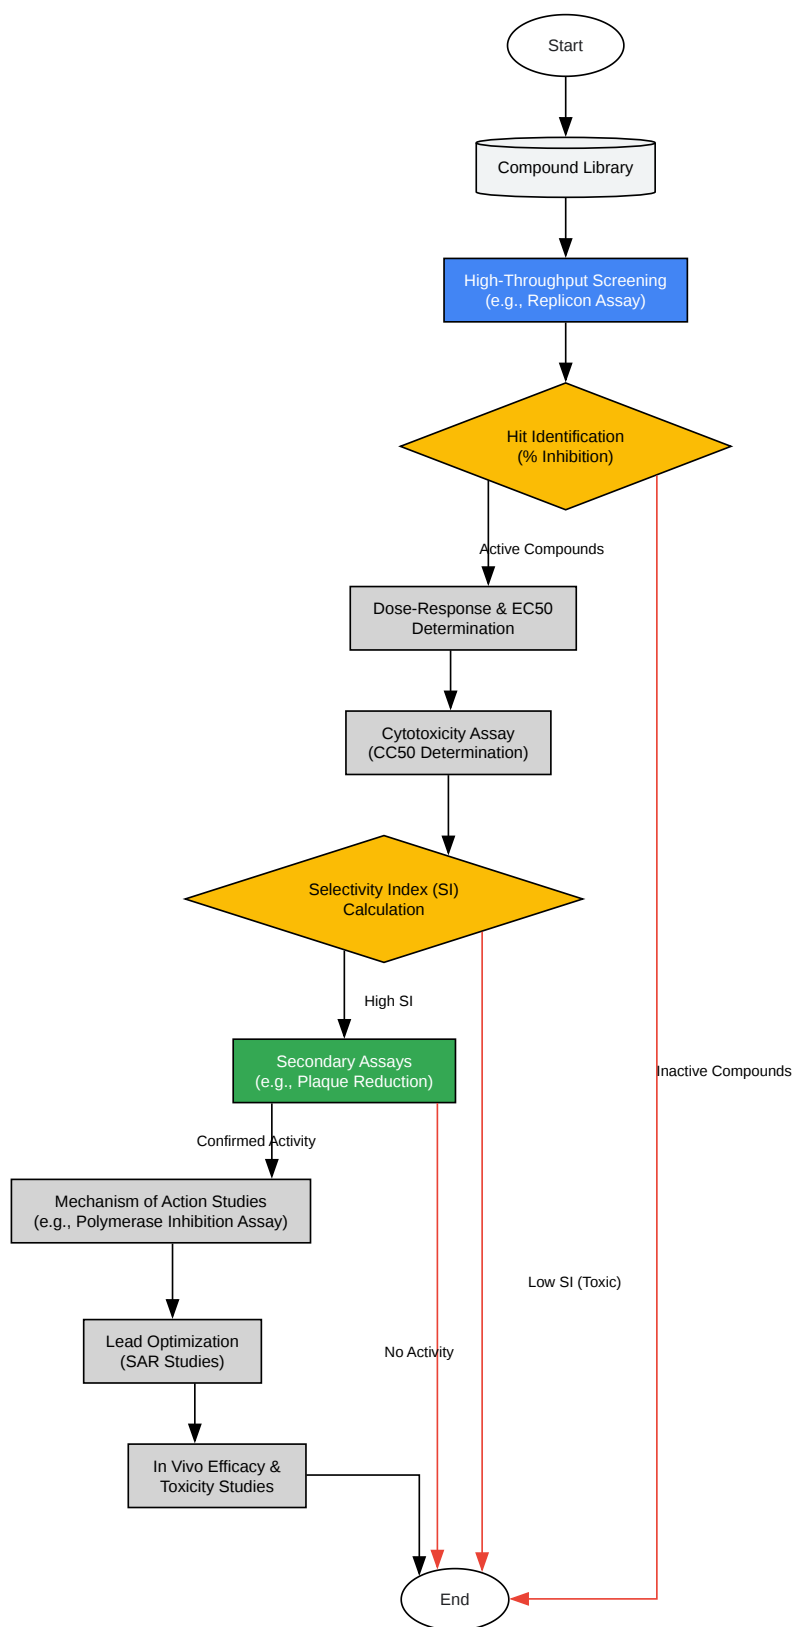 Start
Compound Library
High-Throughput Screening
(e.g., Replicon Assay)
Hit Identification
(% Inhibition)
Active Compounds
Dose-Response & EC50
Determination
Cytotoxicity Assay
(CC50 Determination)
Selectivity Index (SI)
Calculation
High SI
Secondary Assays
(e.g., Plaque Reduction)
Inactive Compounds
Confirmed Activity
Mechanism of Action Studies
(e.g., Polymerase Inhibition Assay)
Low SI (Toxic)
Lead Optimization
(SAR Studies)
No Activity
In Vivo Efficacy &
Toxicity Studies
End